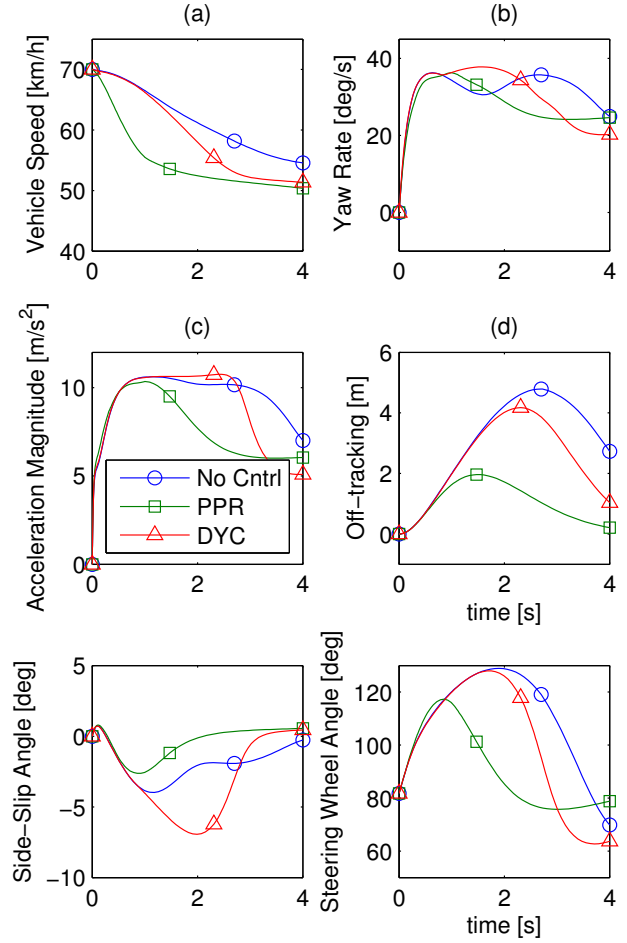 (a)
Vehicle Speed [km/h]
70
60
50
40
0
2
4
(b)
Yaw Rate [deg/s]
40
20
0
0
2
4
(c)
Acceleration Magnitude [m/s²]
10
5
0
0
2
4
No Cntrl
PPR
DYC
(d)
Off-tracking [m]
6
4
2
0
0
2
4
time [s]
Side-Slip Angle [deg]
5
0
-5
-10
0
2
4
Steering Wheel Angle [deg]
120
100
80
60
0
2
4
time [s]